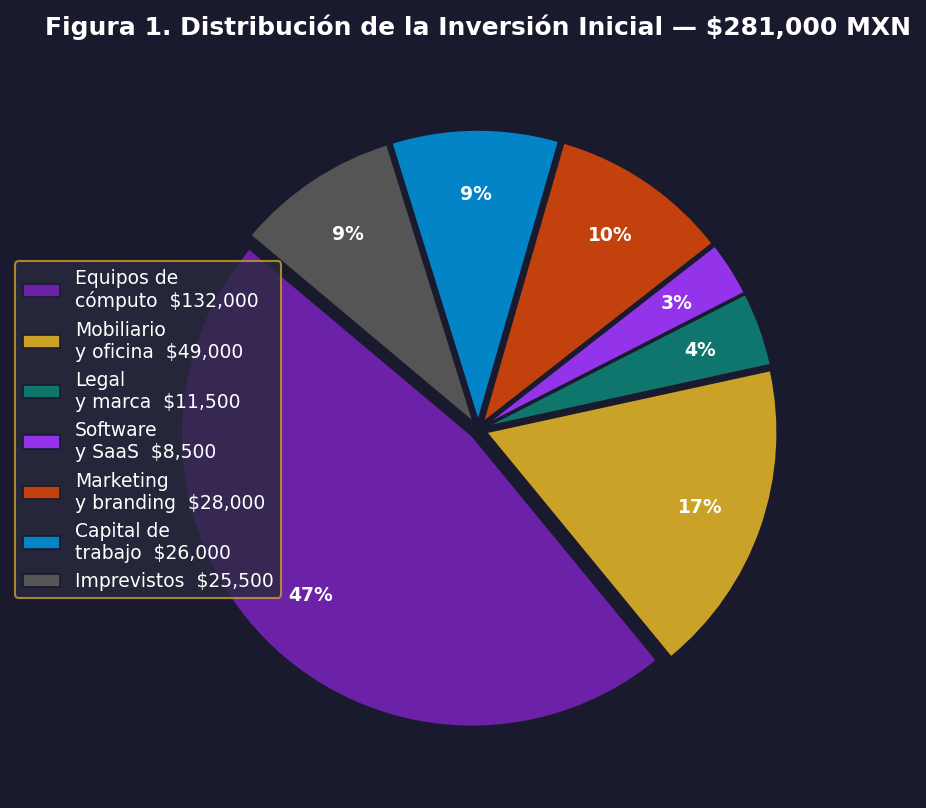 Figura 1. Distribución de la Inversión Inicial — $281,000 MXN
9%
9%
10%
3%
4%
17%
47%
Equipos de
cómputo  $132,000
Mobiliario
y oficina  $49,000
Legal
y marca  $11,500
Software
y SaaS  $8,500
Marketing
y branding  $28,000
Capital de
trabajo  $26,000
Imprevistos  $25,500